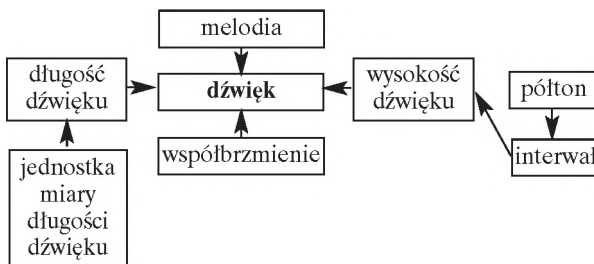 melodia
długość
dźwięku
dźwięk
wysokość
dźwięku
półton
współbrzmienie
interwał
jednostka
miary
długości
dźwięku